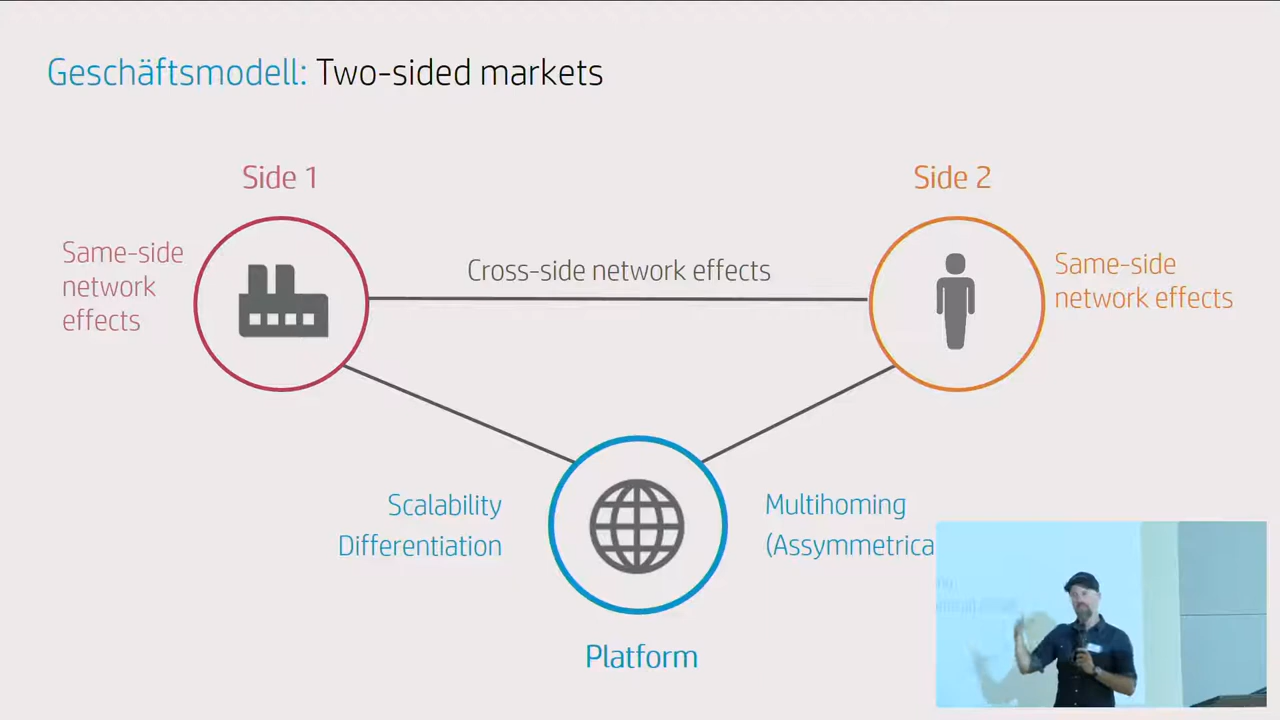 Geschäftsmodell: Two-sided markets
Side 1
Side 2
Same-side
network
effects
Cross-side network effects
Same-side
network effects
Scalability
Differentiation
Multihoming
(Assymmetrica
Platform